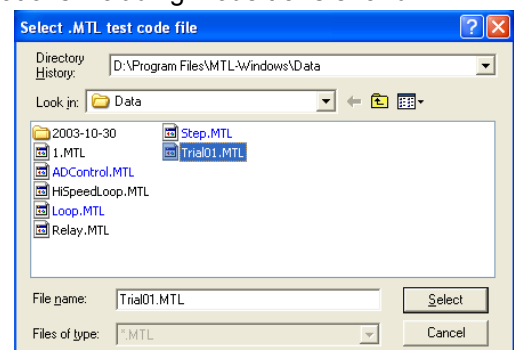 Select .MTL test code file
Directory History: D:\Program Files\MTL-Windows\Data
Look in: Data
2003-10-30 Step.MTL
1.MTL Trial01.MTL
ADControl.MTL
HiSpeedLoop.MTL
Loop.MTL
Relay.MTL
File name: Trial01.MTL Select
Files of type: *.MTL Cancel